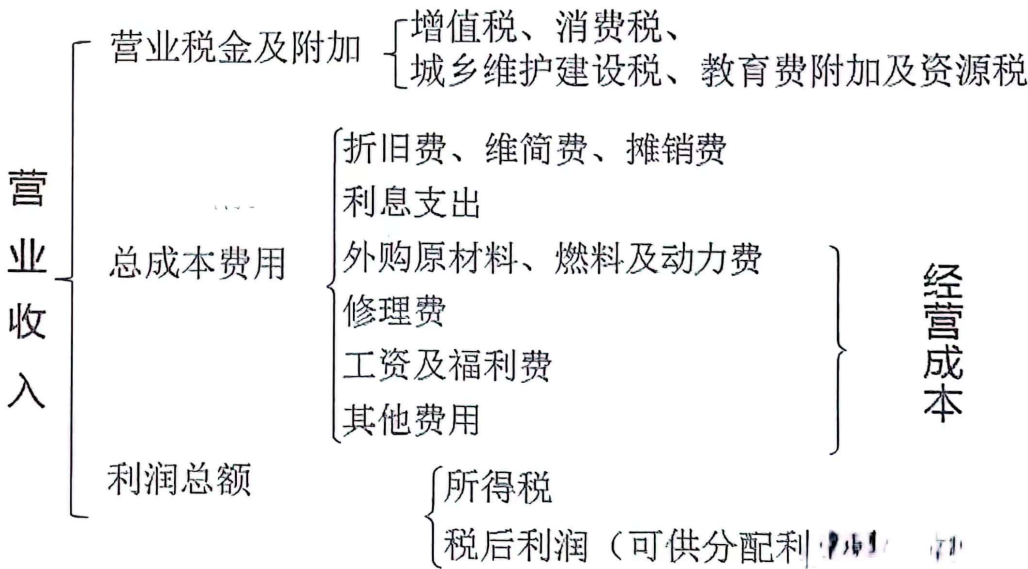 营业收入
营业税金及附加
增值税、消费税、
城乡维护建设税、教育费附加及资源税
总成本费用
折旧费、维简费、摊销费
利息支出
外购原材料、燃料及动力费
修理费
工资及福利费
其他费用
经营成本
利润总额
所得税
税后利润（可供分配利